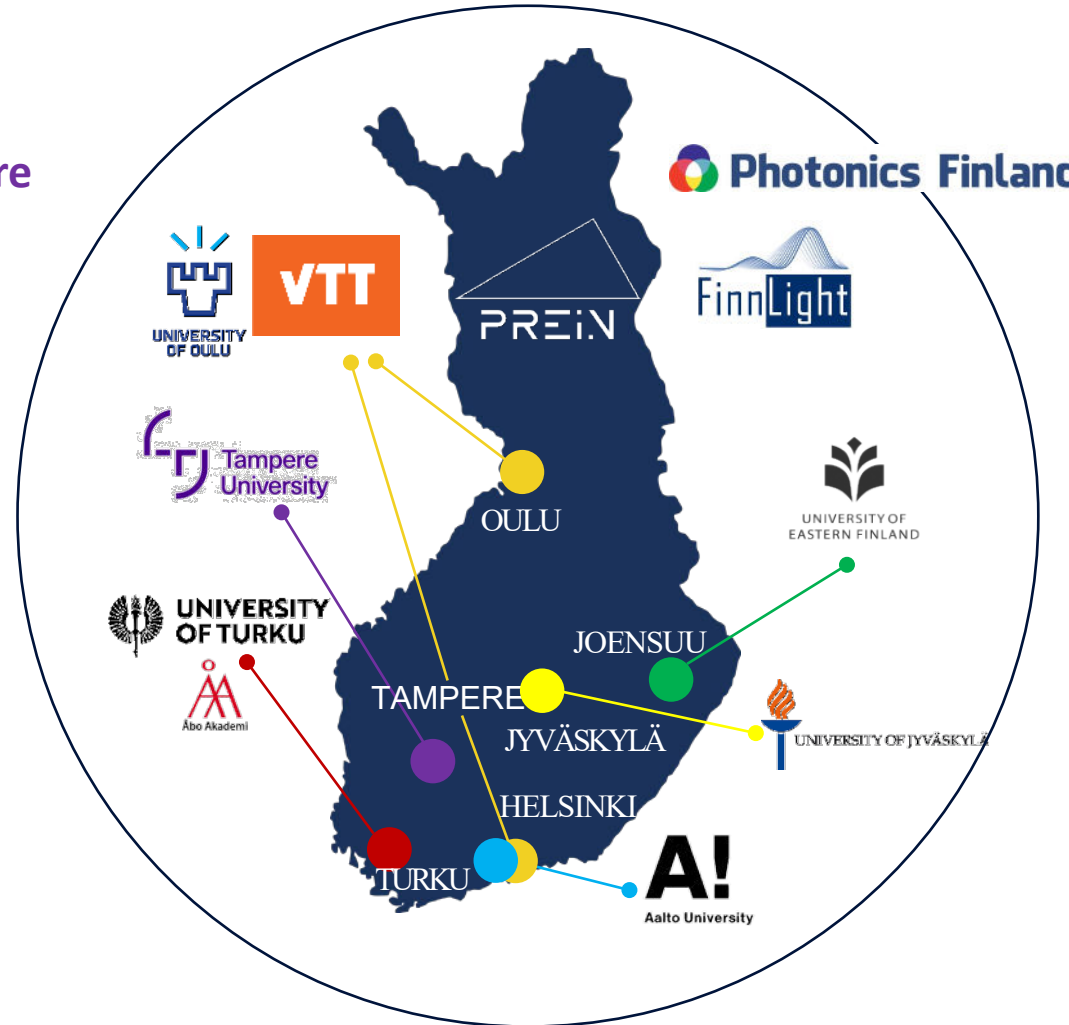 re
Photonics Finland
UNIVERSITY
OF OULU
VTT
PREIN
FinnLight
Tampere
University
OULU
UNIVERSITY OF
EASTERN FINLAND
UNIVERSITY
OF TURKU
Åbo Akademi
JOENSUU
TAMPERE
JYVÄSKYLÄ
UNIVERSITY OF JYVÄSKYLÄ
HELSINKI
TURKU
A!
Aalto University